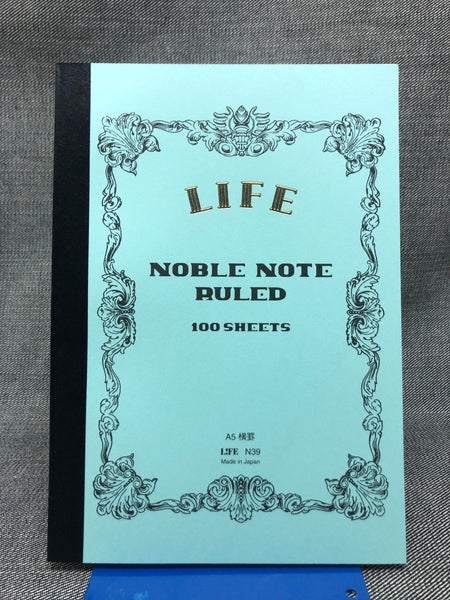 LIFE
NOBLE NOTE
RULED
100 SHEETS
A5 横罫
LIFE N39
Made in Japan